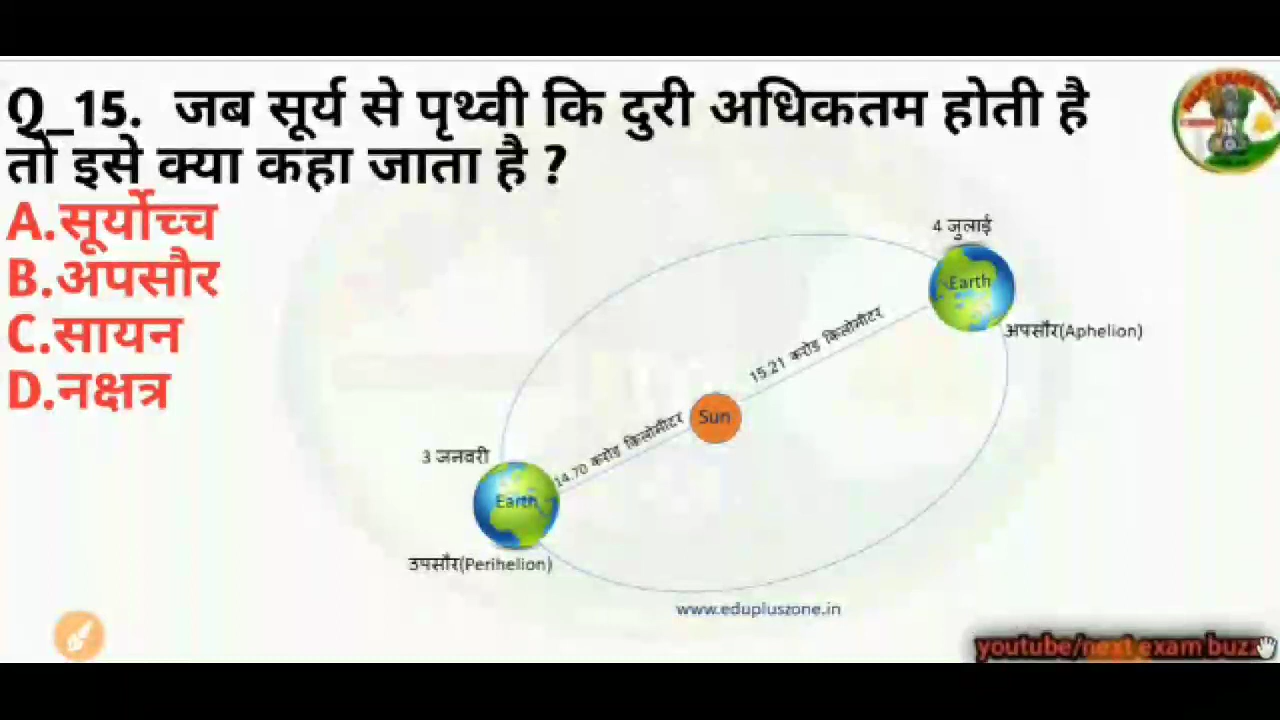 Q_15. जब सूर्य से पृथ्वी कि दुरी अधिकतम होती है
तो इसे क्या कहा जाता है ?
A.सूर्योच्च
B.अपसौर
C.सायन
D.नक्षत्र
4 जुलाई
Earth
अपसौर(Aphelion)
15.21 करोड किलोमीटर
Sun
14.70 करोड किलोमीटर
3 जनवरी
Earth
उपसौर(Perihelion)
www.edupluszone.in
youtube/next exam buzz